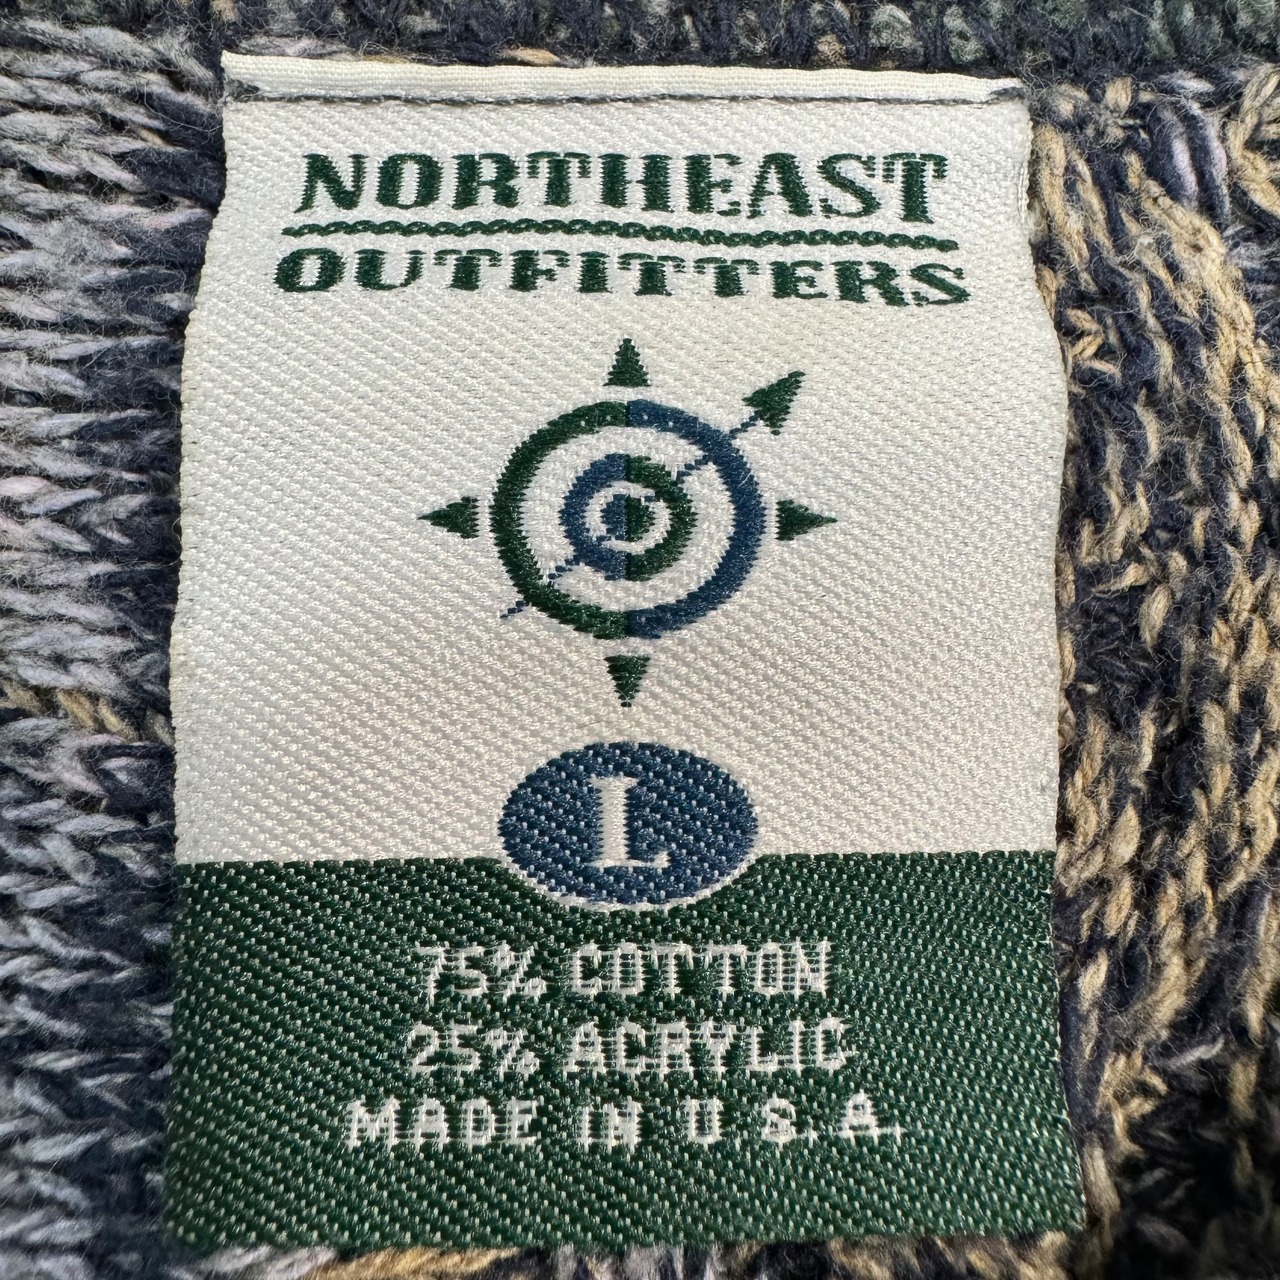 NORTHEAST
OUTFITTERS
L
75% COTTON
25% ACRYLIC
MADE IN U.S.A.